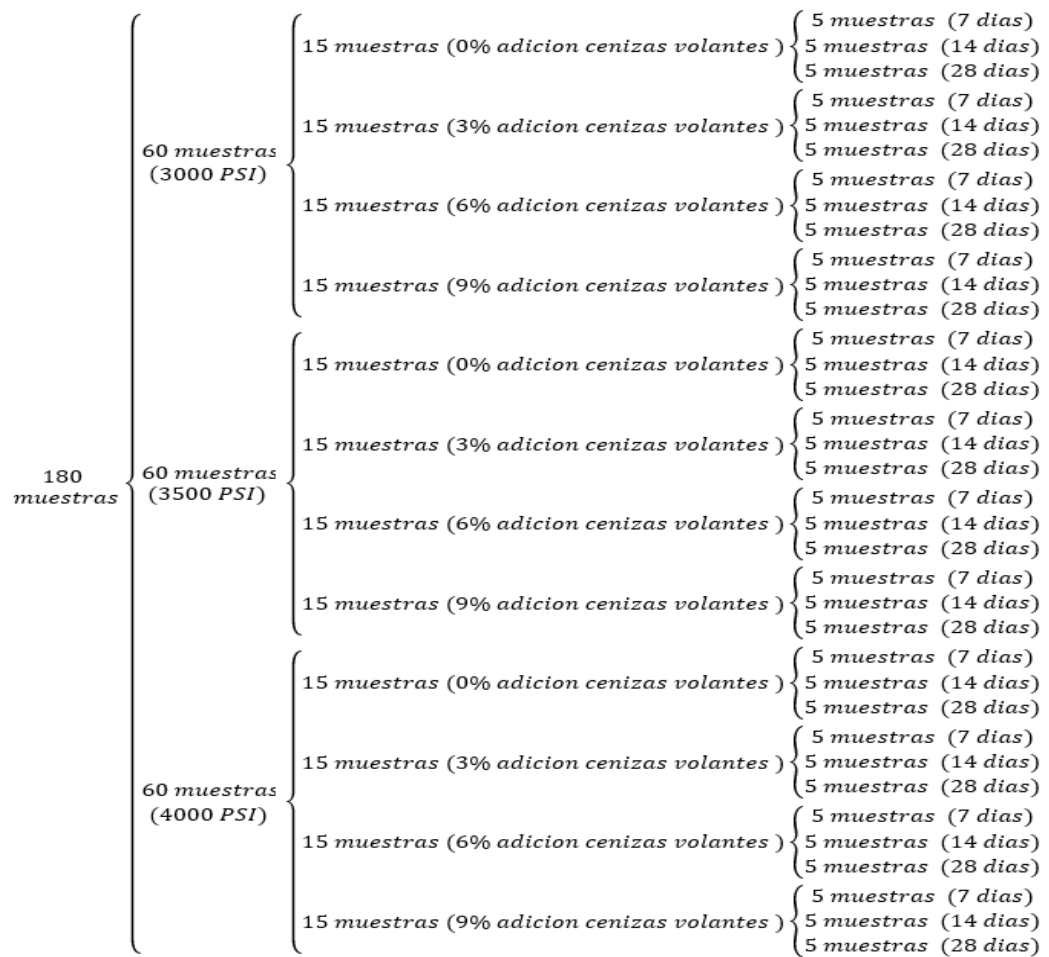 180
muestras
60 muestras
(3000 PSI)
15 muestras (0% adicion cenizas volantes )
5 muestras (7 dias)
5 muestras (14 dias)
5 muestras (28 dias)
15 muestras (3% adicion cenizas volantes )
5 muestras (7 dias)
5 muestras (14 dias)
5 muestras (28 dias)
15 muestras (6% adicion cenizas volantes )
5 muestras (7 dias)
5 muestras (14 dias)
5 muestras (28 dias)
15 muestras (9% adicion cenizas volantes )
5 muestras (7 dias)
5 muestras (14 dias)
5 muestras (28 dias)
60 muestras
(3500 PSI)
15 muestras (0% adicion cenizas volantes )
5 muestras (7 dias)
5 muestras (14 dias)
5 muestras (28 dias)
15 muestras (3% adicion cenizas volantes )
5 muestras (7 dias)
5 muestras (14 dias)
5 muestras (28 dias)
15 muestras (6% adicion cenizas volantes )
5 muestras (7 dias)
5 muestras (14 dias)
5 muestras (28 dias)
15 muestras (9% adicion cenizas volantes )
5 muestras (7 dias)
5 muestras (14 dias)
5 muestras (28 dias)
60 muestras
(4000 PSI)
15 muestras (0% adicion cenizas volantes )
5 muestras (7 dias)
5 muestras (14 dias)
5 muestras (28 dias)
15 muestras (3% adicion cenizas volantes )
5 muestras (7 dias)
5 muestras (14 dias)
5 muestras (28 dias)
15 muestras (6% adicion cenizas volantes )
5 muestras (7 dias)
5 muestras (14 dias)
5 muestras (28 dias)
15 muestras (9% adicion cenizas volantes )
5 muestras (7 dias)
5 muestras (14 dias)
5 muestras (28 dias)